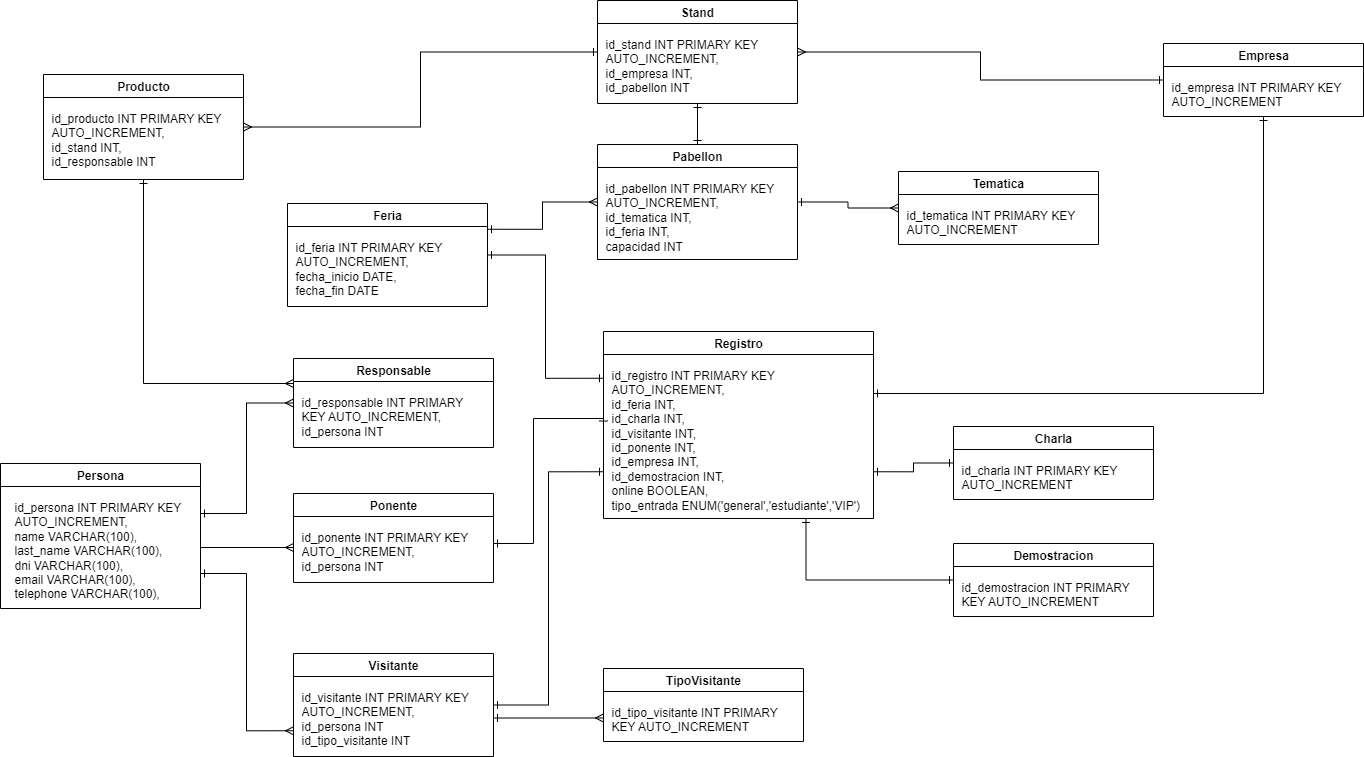 Stand
id_stand INT PRIMARY KEY
AUTO_INCREMENT,
id_empresa INT,
id_pabellon INT
Empresa
id_empresa INT PRIMARY KEY
AUTO_INCREMENT
Producto
id_producto INT PRIMARY KEY
AUTO_INCREMENT,
id_stand INT,
id_responsable INT
Pabellon
id_pabellon INT PRIMARY KEY
AUTO_INCREMENT,
id_tematica INT,
id_feria INT,
capacidad INT
Tematica
id_tematica INT PRIMARY KEY
AUTO_INCREMENT
Feria
id_feria INT PRIMARY KEY
AUTO_INCREMENT,
fecha_inicio DATE,
fecha_fin DATE
Registro
id_registro INT PRIMARY KEY
AUTO_INCREMENT,
id_feria INT,
id_charla INT,
id_visitante INT,
id_ponente INT,
id_empresa INT,
id_demostracion INT,
online BOOLEAN,
tipo_entrada ENUM('general','estudiante','VIP')
Responsable
id_responsable INT PRIMARY
KEY AUTO_INCREMENT,
id_persona INT
Charla
id_charla INT PRIMARY KEY
AUTO_INCREMENT
Persona
id_persona INT PRIMARY KEY
AUTO_INCREMENT,
name VARCHAR(100),
last_name VARCHAR(100),
dni VARCHAR(100),
email VARCHAR(100),
telephone VARCHAR(100),
Ponente
id_ponente INT PRIMARY KEY
AUTO_INCREMENT,
id_persona INT
Demostracion
id_demostracion INT PRIMARY
KEY AUTO_INCREMENT
Visitante
id_visitante INT PRIMARY KEY
AUTO_INCREMENT,
id_persona INT
id_tipo_visitante INT
TipoVisitante
id_tipo_visitante INT PRIMARY
KEY AUTO_INCREMENT